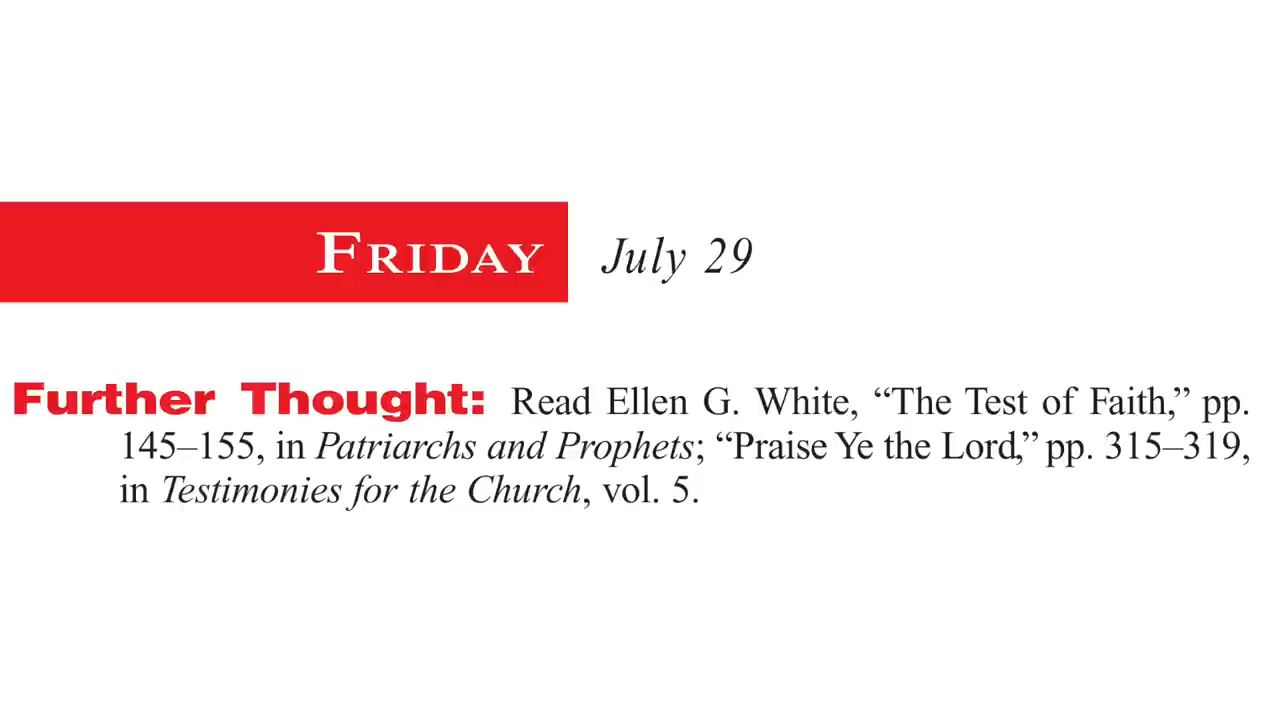 FRIDAY July 29
Further Thought: Read Ellen G. White, “The Test of Faith,” pp.
145–155, in Patriarchs and Prophets; “Praise Ye the Lord,” pp. 315–319,
in Testimonies for the Church, vol. 5.